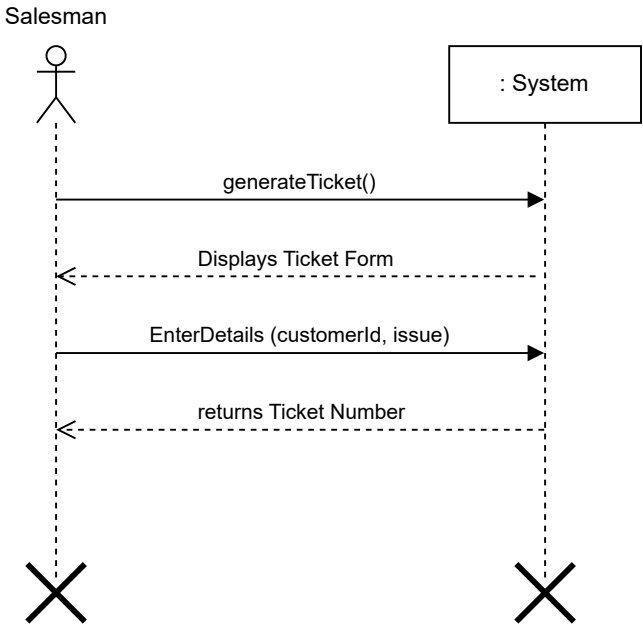 Salesman
: System
generateTicket()
Displays Ticket Form
EnterDetails (customerId, issue)
returns Ticket Number